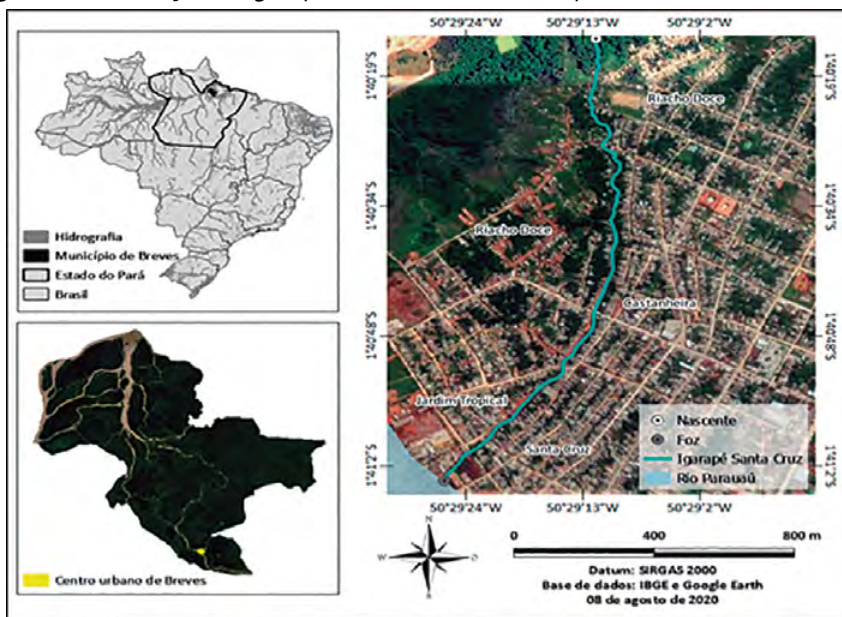 Hidrografia
Município de Breves
Estado do Pará
Brasil
Centro urbano de Breves
50°29'24"W 50°29'13"W 50°29'2"W
1°40'19"S 1°40'19"S
1°40'34"S 1°40'34"S
1°40'48"S 1°40'48"S
1°41'2"S 1°41'2"S
Riacho Doce
Riacho Doce
Castanheira
Jardim Tropical
Santa Cruz
Nascente
Foz
Igarapé Santa Cruz
Rio Parauaú
50°29'24"W 50°29'13"W 50°29'2"W
N
W O
S
0 400 800 m
Datum: SIRGAS 2000
Base de dados: IBGE e Google Earth
08 de agosto de 2020